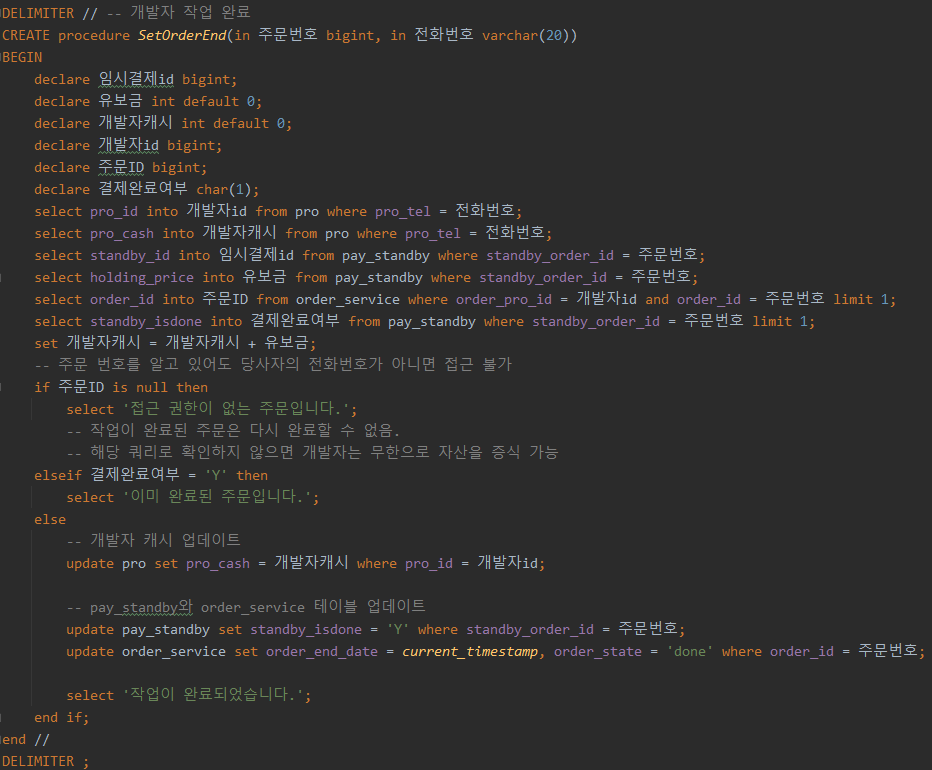 DELIMITER // -- 개발자 작업 완료
CREATE procedure SetOrderEnd(in 주문번호 bigint, in 전화번호 varchar(20))
BEGIN
    declare 임시결제id bigint;
    declare 유보금 int default 0;
    declare 개발자캐시 int default 0;
    declare 개발자id bigint;
    declare 주문ID bigint;
    declare 결제완료여부 char(1);
    select pro_id into 개발자id from pro where pro_tel = 전화번호;
    select pro_cash into 개발자캐시 from pro where pro_tel = 전화번호;
    select standby_id into 임시결제id from pay_standby where standby_order_id = 주문번호;
    select holding_price into 유보금 from pay_standby where standby_order_id = 주문번호;
    select order_id into 주문ID from order_service where order_pro_id = 개발자id and order_id = 주문번호 limit 1;
    select standby_isdone into 결제완료여부 from pay_standby where standby_order_id = 주문번호 limit 1;
    set 개발자캐시 = 개발자캐시 + 유보금;
    -- 주문 번호를 알고 있어도 당사자의 전화번호가 아니면 접근 불가
    if 주문ID is null then
        select '접근 권한이 없는 주문입니다.';
        -- 작업이 완료된 주문은 다시 완료할 수 없음.
        -- 해당 쿼리로 확인하지 않으면 개발자는 무한으로 자산을 증식 가능
    elseif 결제완료여부 = 'Y' then
        select '이미 완료된 주문입니다.';
    else
        -- 개발자 캐시 업데이트
        update pro set pro_cash = 개발자캐시 where pro_id = 개발자id;
        -- pay_standby와 order_service 테이블 업데이트
        update pay_standby set standby_isdone = 'Y' where standby_order_id = 주문번호;
        update order_service set order_end_date = current_timestamp, order_state = 'done' where order_id = 주문번호;
        select '작업이 완료되었습니다.';
    end if;
end //
DELIMITER ;